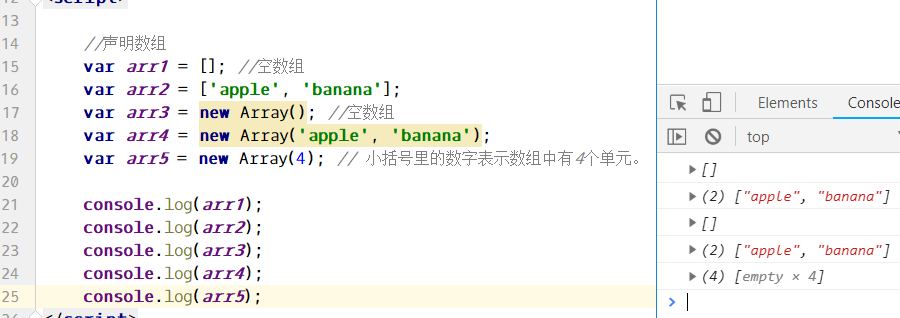 12 <script>
13
14 //声明数组
15 var arr1 = []; //空数组
16 var arr2 = ['apple', 'banana'];
17 var arr3 = new Array(); //空数组
18 var arr4 = new Array('apple', 'banana');
19 var arr5 = new Array(4); // 小括号里的数字表示数组中有4个单元。
20
21 console.log(arr1);
22 console.log(arr2);
23 console.log(arr3);
24 console.log(arr4);
25 console.log(arr5);
26 </script>
Elements Console
top
[]
(2) ["apple", "banana"]
[]
(2) ["apple", "banana"]
(4) [empty × 4]
>